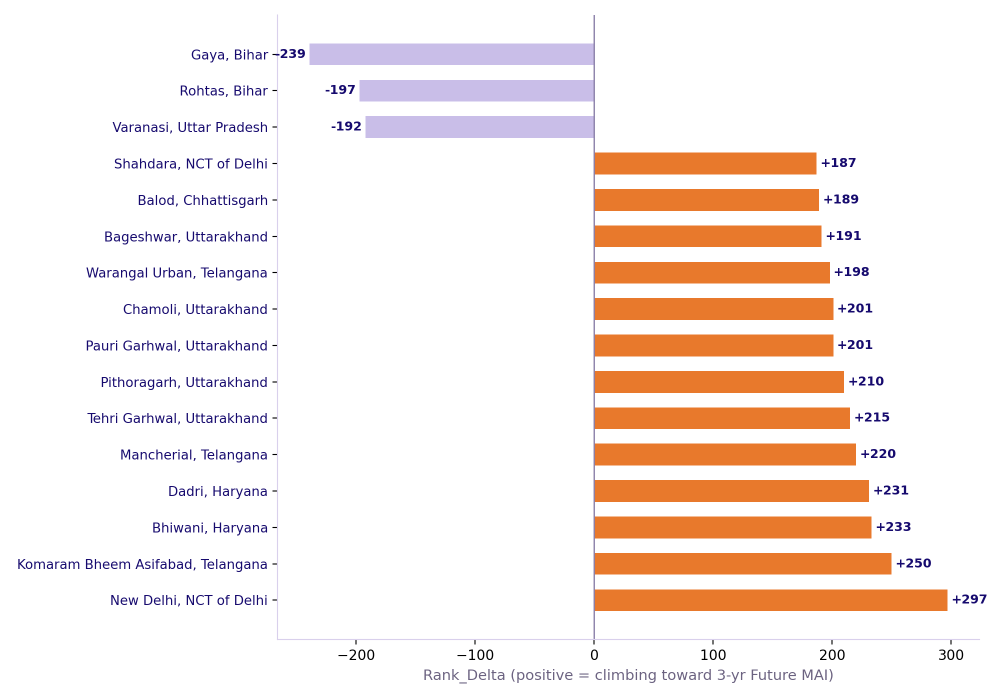 Gaya, Bihar -239
Rohtas, Bihar -197
Varanasi, Uttar Pradesh -192
Shahdara, NCT of Delhi +187
Balod, Chhattisgarh +189
Bageshwar, Uttarakhand +191
Warangal Urban, Telangana +198
Chamoli, Uttarakhand +201
Pauri Garhwal, Uttarakhand +201
Pithoragarh, Uttarakhand +210
Tehri Garhwal, Uttarakhand +215
Mancherial, Telangana +220
Dadri, Haryana +231
Bhiwani, Haryana +233
Komaram Bheem Asifabad, Telangana +250
New Delhi, NCT of Delhi +297
−200 −100 0 100 200 300
Rank_Delta (positive = climbing toward 3-yr Future MAI)